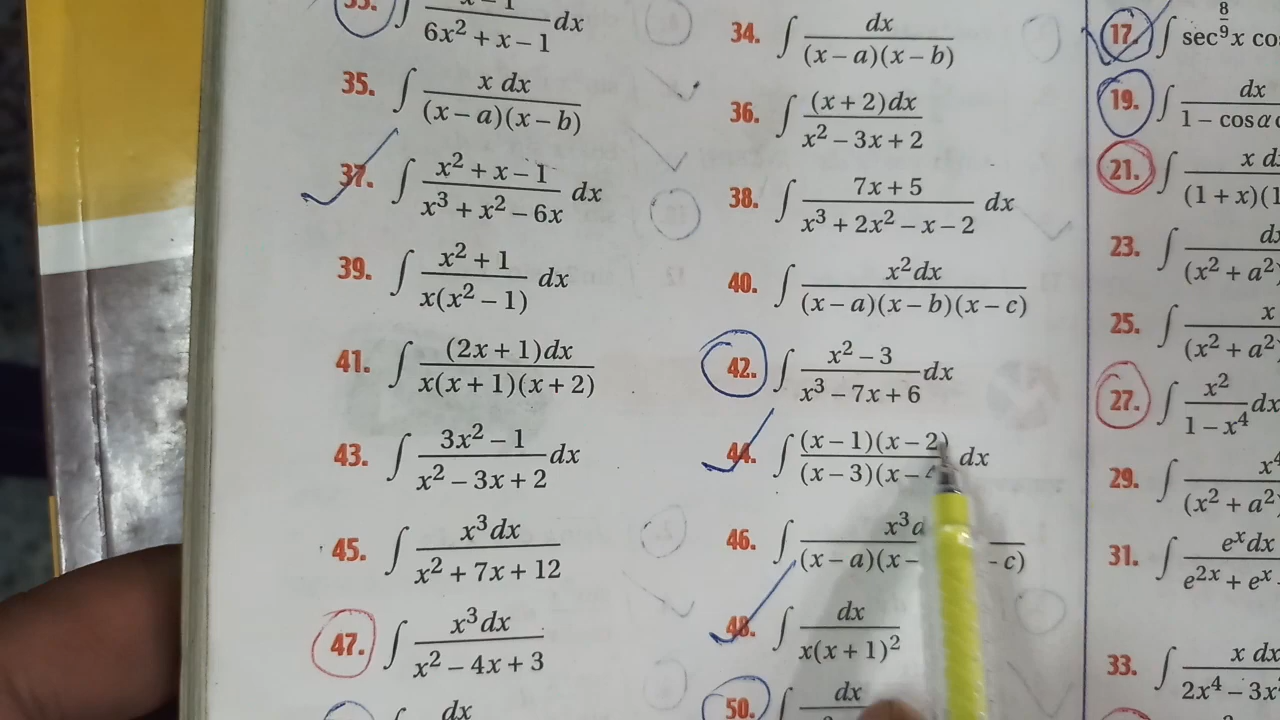 33. ∫ x − 1 / 6x² + x − 1 dx
34. ∫ dx / (x − a)(x − b)
35. ∫ x dx / (x − a)(x − b)
36. ∫ (x + 2)dx / x² − 3x + 2
37. ∫ x² + x − 1 / x³ + x² − 6x dx
38. ∫ 7x + 5 / x³ + 2x² − x − 2 dx
39. ∫ x² + 1 / x(x² − 1) dx
40. ∫ x²dx / (x − a)(x − b)(x − c)
41. ∫ (2x + 1)dx / x(x + 1)(x + 2)
42. ∫ x² − 3 / x³ − 7x + 6 dx
43. ∫ 3x² − 1 / x² − 3x + 2 dx
44. ∫ (x − 1)(x − 2) / (x − 3)(x − dx
45. ∫ x³dx / x² + 7x + 12
46. ∫ x³ / (x − a)(x − − c)
47. ∫ x³dx / x² − 4x + 3
48. ∫ dx / x(x + 1)²
∫ dx
50. ∫ dx
17. ∫ sec^8/9 x co
19. ∫ dx / 1 − cos α
21. ∫ x d / (1 + x)(1
23. ∫ d / (x² + a²
25. ∫ x / (x² + a²
27. ∫ x² / 1 − x⁴ dx
29. ∫ x⁴ / (x² + a²
31. ∫ eˣdx / e²ˣ + eˣ
33. ∫ x dx / 2x⁴ − 3x